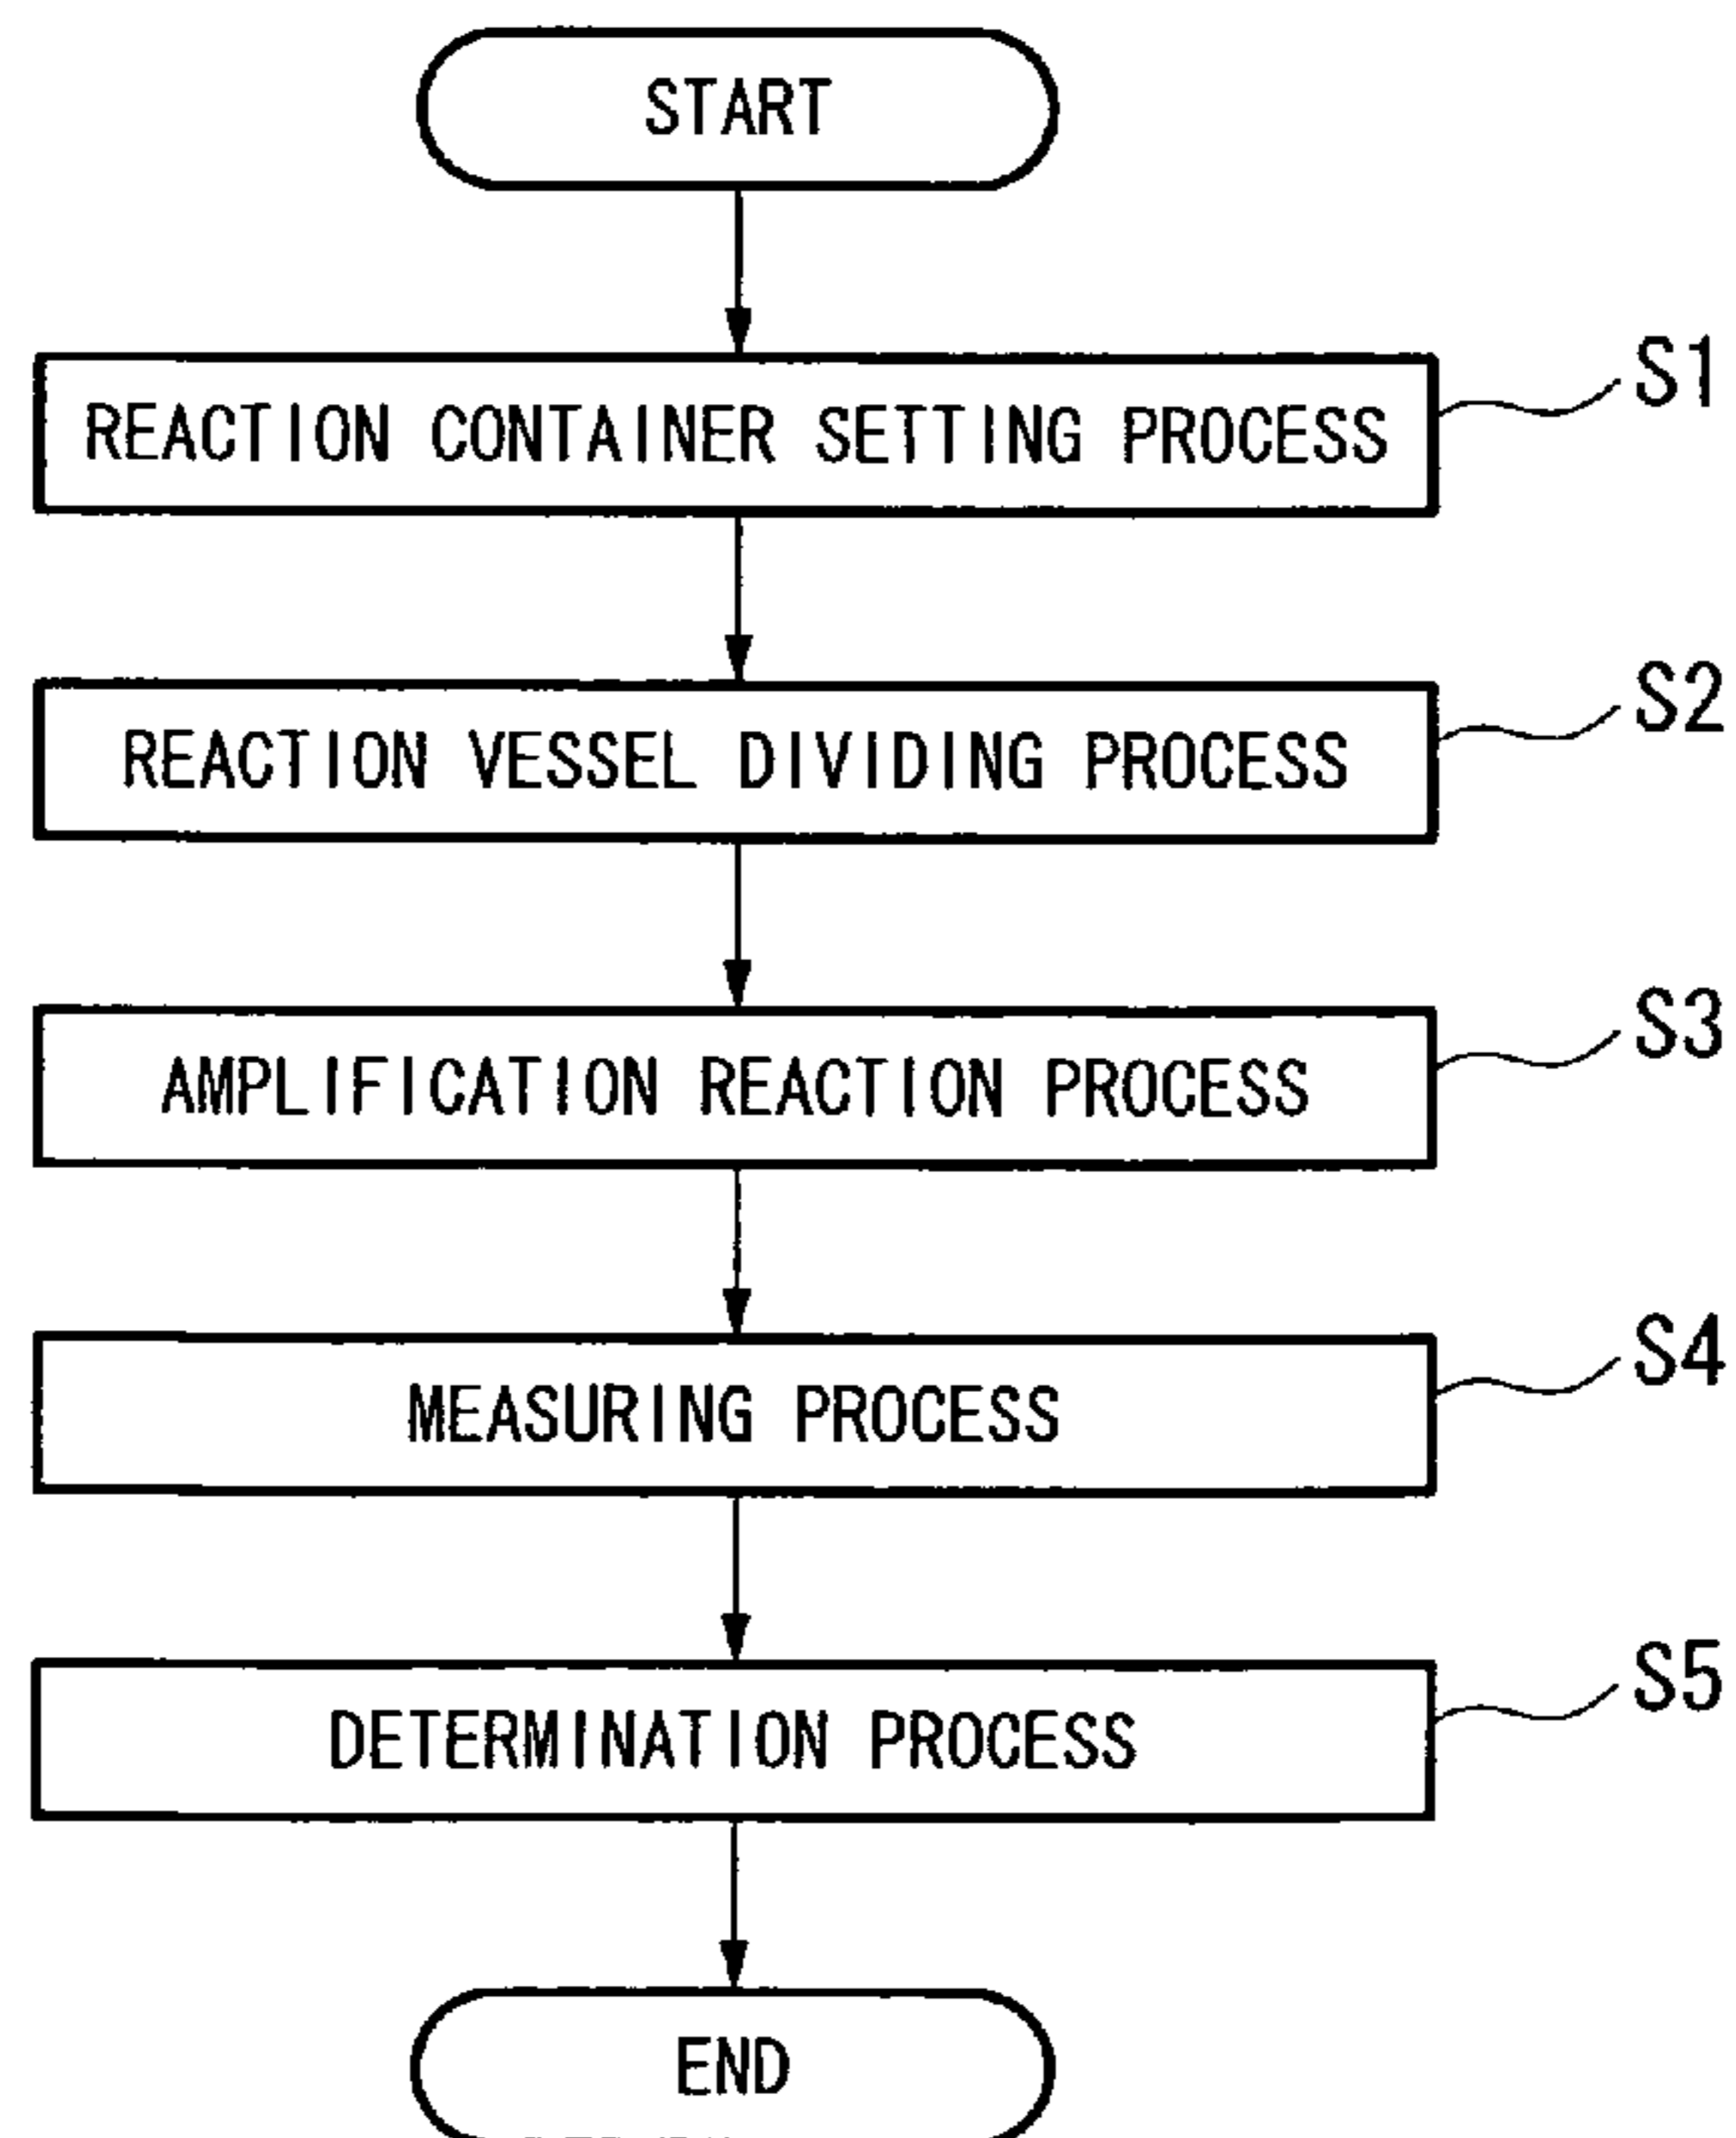 START
REACTION CONTAINER SETTING PROCESS
S1
REACTION VESSEL DIVIDING PROCESS
S2
AMPLIFICATION REACTION PROCESS
S3
MEASURING PROCESS
S4
DETERMINATION PROCESS
S5
END